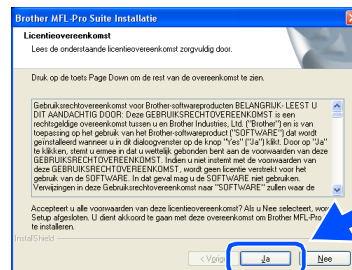 Brother MFL-Pro Suite Installatie
Licentieovereenkomst
Lees de onderstaande licentieovereenkomst zorgvuldig door.
Druk op de toets Page Down om de rest van de overeenkomst te zien.
Gebruiksrechtovereenkomst voor Brother-softwareproducten BELANGRIJK- LEEST U
DIT AANDACHTIG DOOR: Deze GEBRUIKSRECHTOVEREENKOMST is een
rechtsgeldige overeenkomst tussen u en Brother Industries, Ltd. ("Brother") en is van
toepassing op het gebruik van het Brother-softwareproduct ("SOFTWARE") dat wordt
geïnstalleerd wanneer u in dit dialoogvenster op de knop "Yes" ("Ja") klikt. Door op "Ja"
te klikken, stemt u ermee in dat u wettelijk gebonden bent aan de voorwaarden van deze
GEBRUIKSRECHTOVEREENKOMST. Indien u niet instemt met de voorwaarden van
deze GEBRUIKSRECHTOVEREENKOMST, wordt geen licentie verstrekt voor het
gebruik van de SOFTWARE. In dat geval mag u de SOFTWARE niet gebruiken.
Verwijzingen in deze Gebruiksrechtovereenkomst naar "SOFTWARE" zullen waar de
Accepteert u alle voorwaarden van deze licentieovereenkomst? Als u Nee selecteert, wor
Setup afgesloten. U dient akkoord te gaan met deze overeenkomst om Brother MFL-Pro
te installeren.
InstallShield
< Vorig Ja Nee